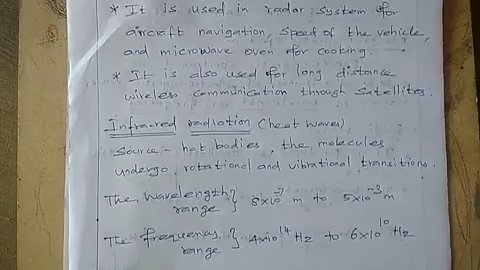 * It is used in radar system for
aircraft navigation, speed of the vehicle,
and microwave oven for cooking.
* It is also used for long distance
wireless communication through satellites.
Infra-red radiation (heat waves)
Source :- hot bodies, the molecules
undergo rotational and vibrational transitions.
The wavelength range } 8x10⁻⁷ m to 5x10⁻³ m
The frequency range } 4x10¹⁴ Hz to 6x10¹⁰ Hz